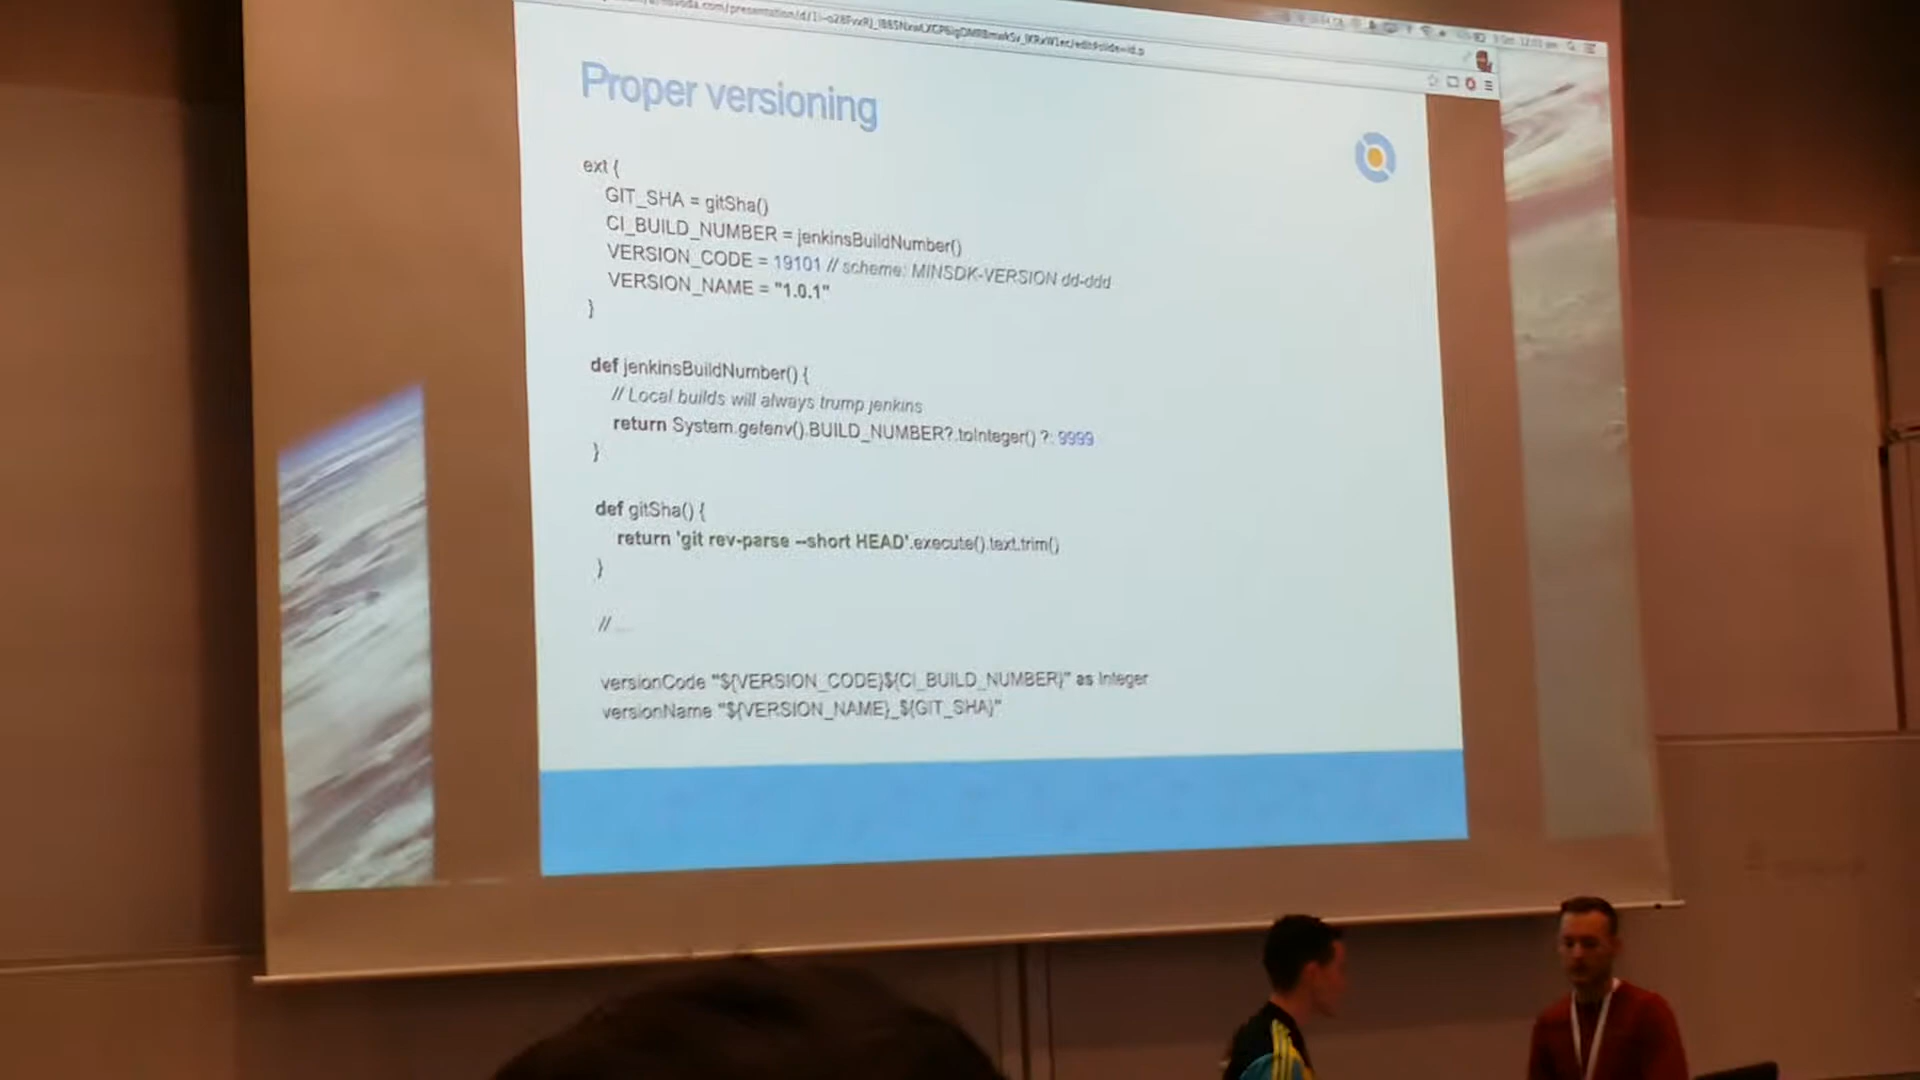 Proper versioning
ext {
GIT_SHA = gitSha()
CI_BUILD_NUMBER = jenkinsBuildNumber()
VERSION_CODE = 19101 // scheme: MINSDK-VERSION dd-ddd
VERSION_NAME = "1.0.1"
}
def jenkinsBuildNumber() {
// Local builds will always trump jenkins
return System.getenv().BUILD_NUMBER?.toInteger() ?: 9999
}
def gitSha() {
return 'git rev-parse --short HEAD'.execute().text.trim()
}
// ...
versionCode "${VERSION_CODE}${CI_BUILD_NUMBER}" as Integer
versionName "${VERSION_NAME}_${GIT_SHA}"